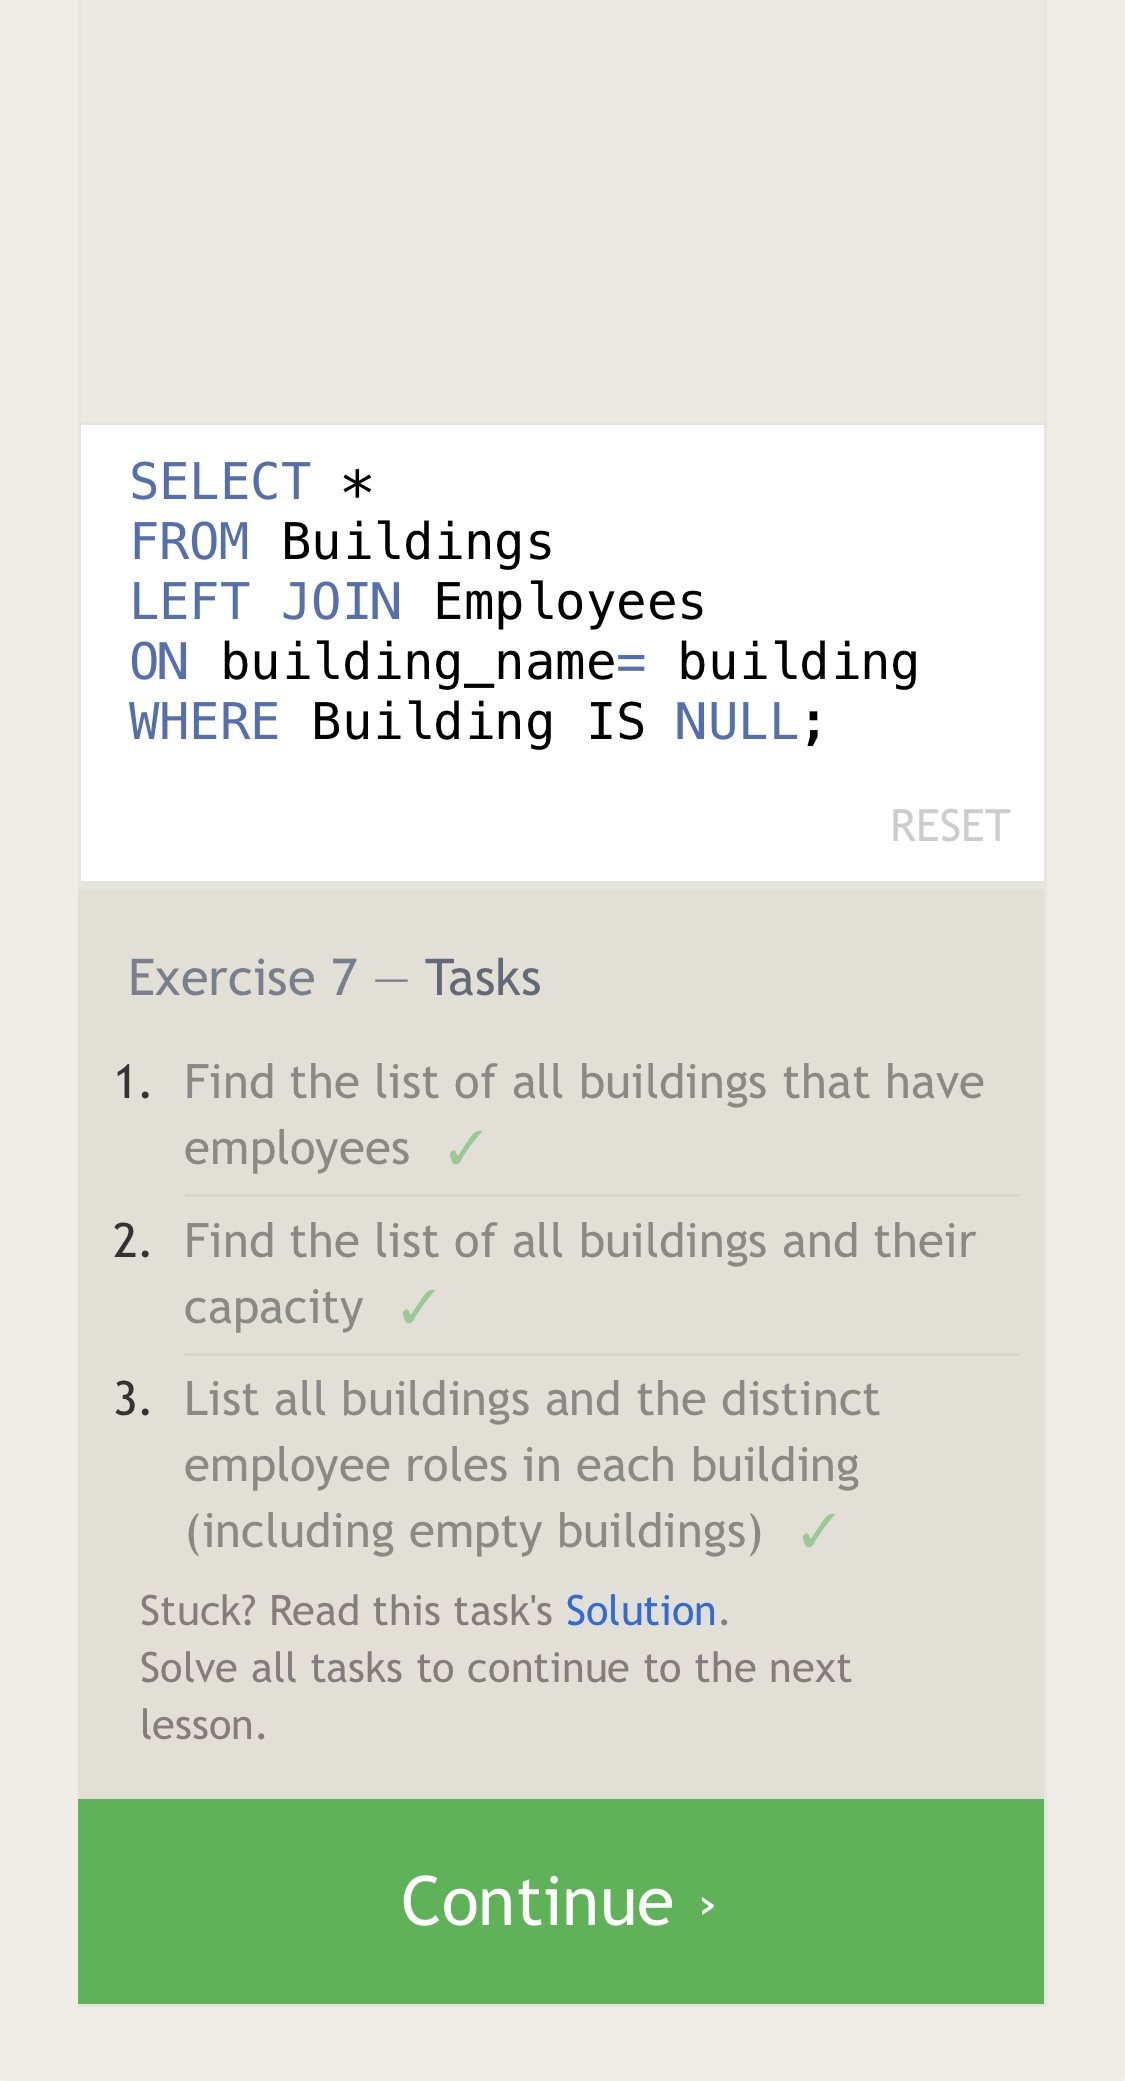 SELECT *
FROM Buildings
LEFT JOIN Employees
ON building_name= building
WHERE Building IS NULL;
RESET
Exercise 7 — Tasks
1. Find the list of all buildings that have
employees ✓
2. Find the list of all buildings and their
capacity ✓
3. List all buildings and the distinct
employee roles in each building
(including empty buildings) ✓
Stuck? Read this task's Solution.
Solve all tasks to continue to the next
lesson.
Continue ›